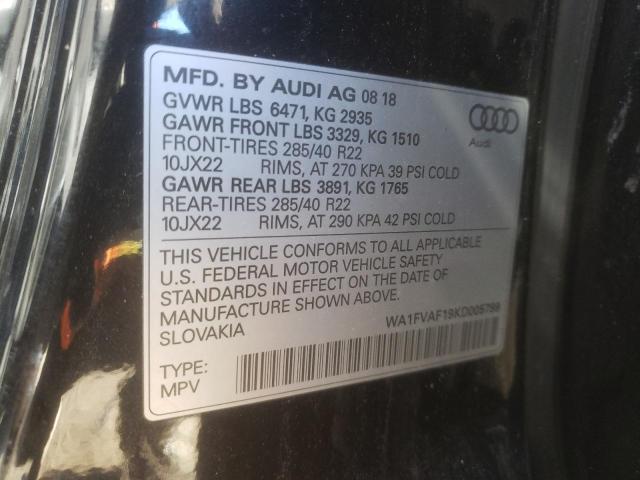 MFD. BY AUDI AG 08 18
GVWR LBS 6471, KG 2935
GAWR FRONT LBS 3329, KG 1510
FRONT-TIRES 285/40 R22
10JX22 RIMS, AT 270 KPA 39 PSI COLD
GAWR REAR LBS 3891, KG 1765
REAR-TIRES 285/40 R22
10JX22 RIMS, AT 290 KPA 42 PSI COLD
Audi
THIS VEHICLE CONFORMS TO ALL APPLICABLE
U.S. FEDERAL MOTOR VEHICLE SAFETY
STANDARDS IN EFFECT ON THE DATE OF
MANUFACTURE SHOWN ABOVE.
SLOVAKIA
WA1FVAF19KD005799
TYPE:
MPV